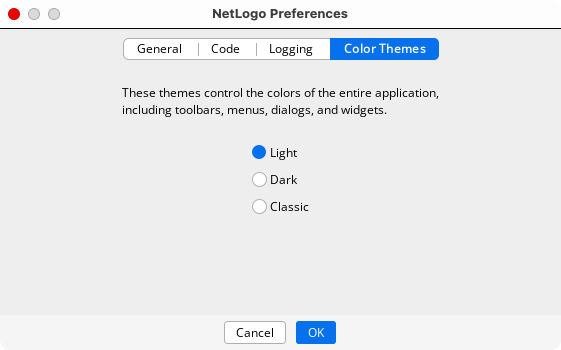 NetLogo Preferences
General Code Logging Color Themes
These themes control the colors of the entire application,
including toolbars, menus, dialogs, and widgets.
Light
Dark
Classic
Cancel OK